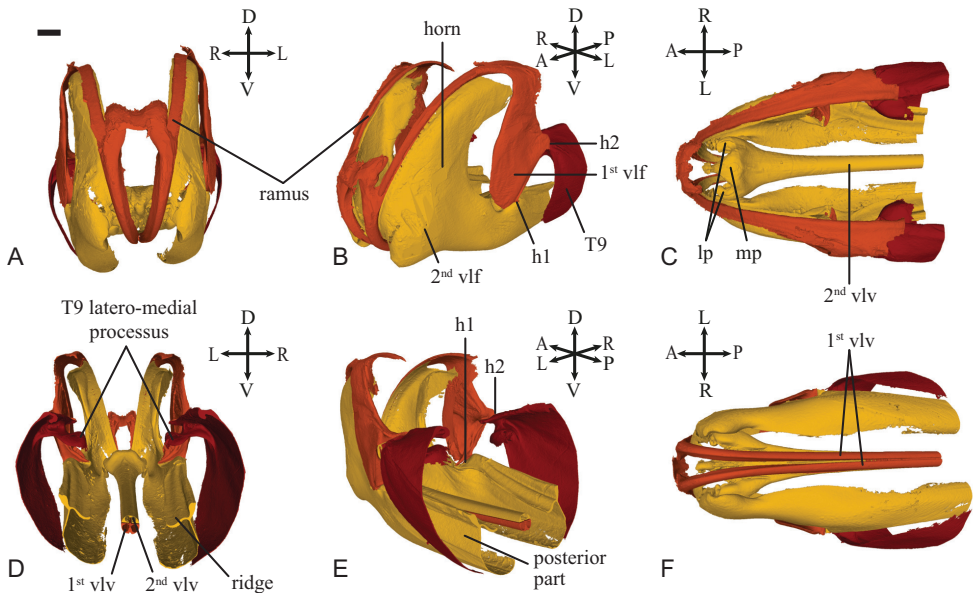 D
R L
V
horn
D
R P
A L
V
R
A P
L
ramus
h2
1st vlf
A
B
2nd vlf
h1
T9
C
lp
mp
2nd vlv
T9 latero-medial
processus
D
L R
V
h1
h2
D
A R
L P
V
L
A P
R
1st vlv
D
1st vlv
2nd vlv
ridge
E
posterior
part
F